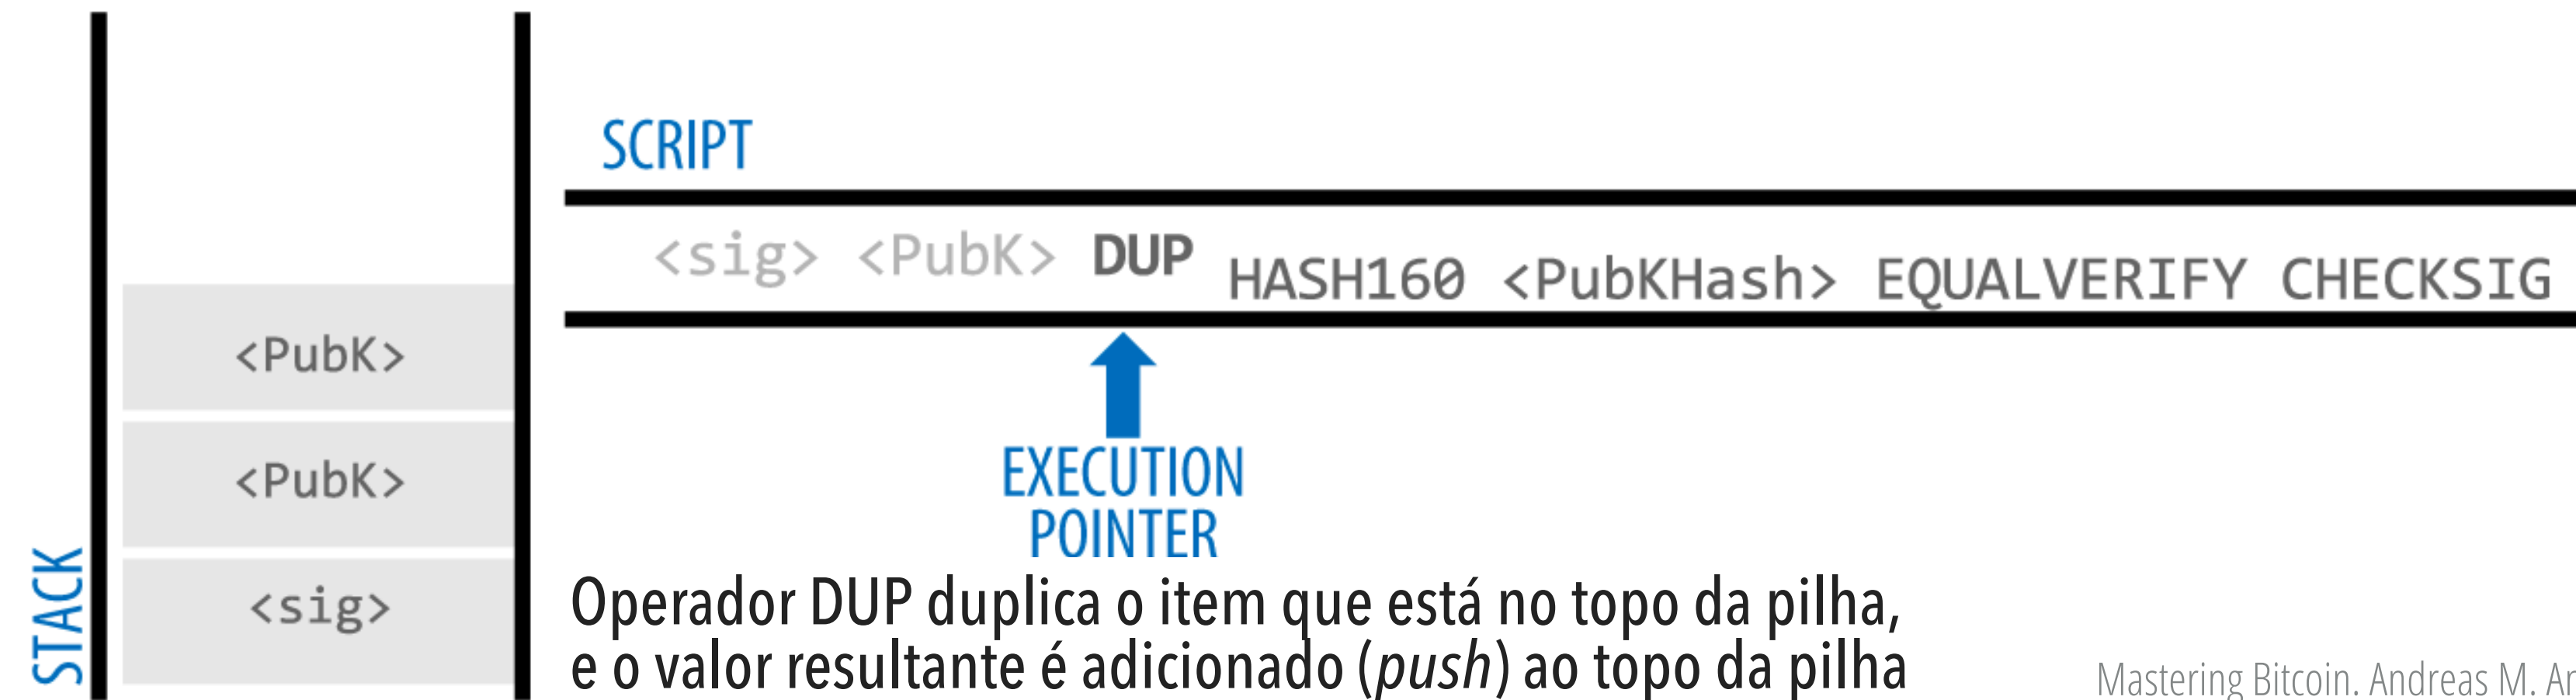 SCRIPT
<sig> <PubK> DUP HASH160 <PubKHash> EQUALVERIFY CHECKSIG
<PubK>
<PubK>
<sig>
STACK
EXECUTION
POINTER
Operador DUP duplica o item que está no topo da pilha,
e o valor resultante é adicionado (push) ao topo da pilha
Mastering Bitcoin. Andreas M.